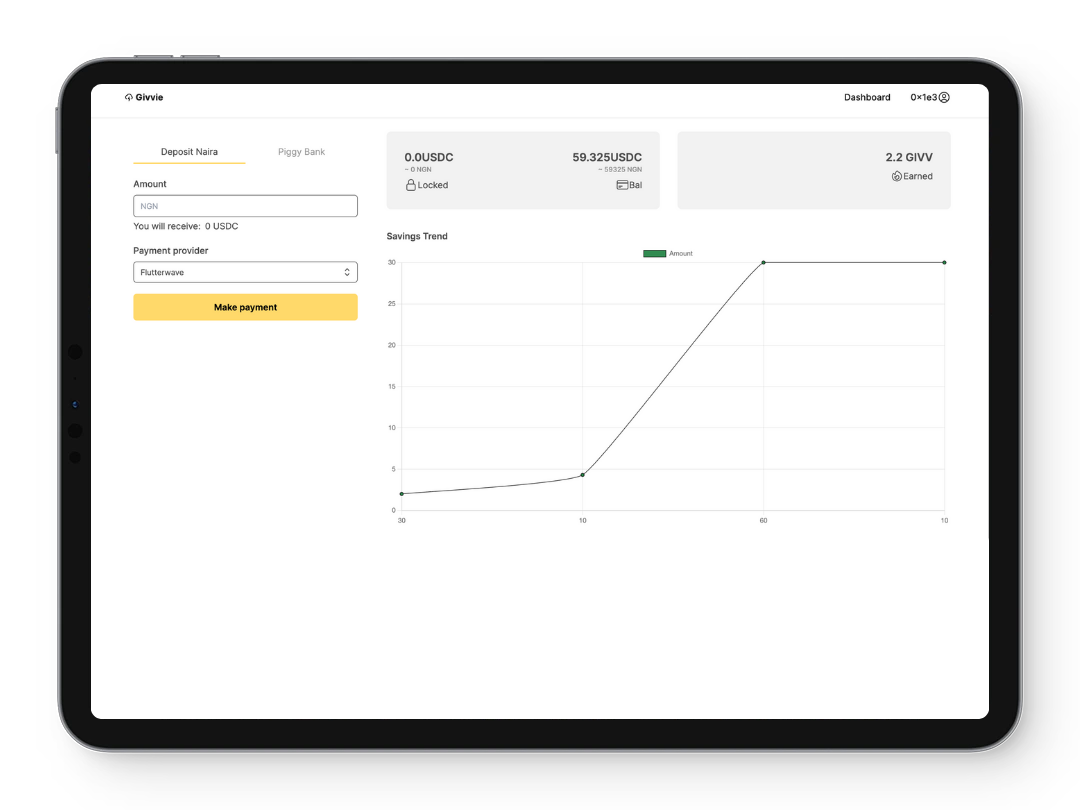 Givvie
Dashboard
0x1e3
Deposit Naira
Piggy Bank
Amount
NGN
You will receive: 0 USDC
Payment provider
Flutterwave
Make payment
0.0USDC
~ 0 NGN
Locked
59.325USDC
~ 59325 NGN
Bal
2.2 GIVV
Earned
Savings Trend
Amount
30
25
20
15
10
5
0
30
10
60
10